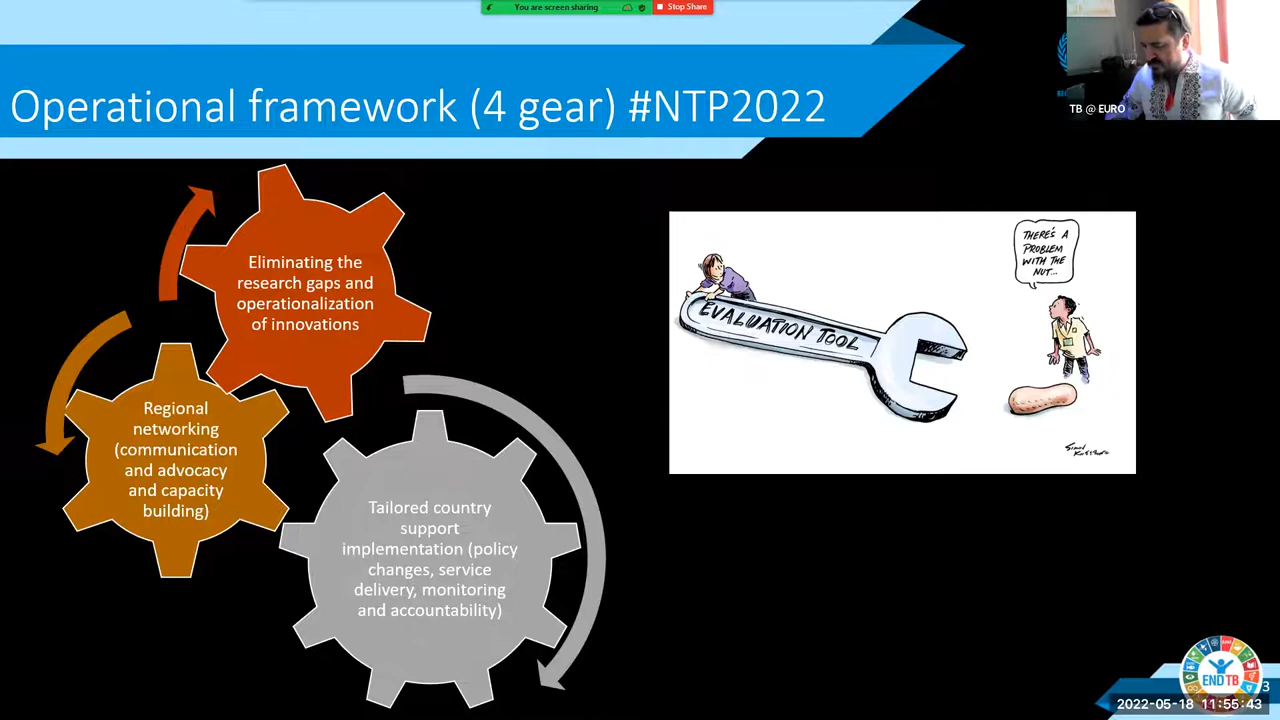 You are screen sharing
Stop Share
Operational framework (4 gear) #NTP2022
TB @ EURO
Eliminating the
research gaps and
operationalization
of innovations
Regional
networking
(communication
and advocacy
and capacity
building)
Tailored country
support
implementation (policy
changes, service
delivery, monitoring
and accountability)
EVALUATION TOOL
THERE'S A
PROBLEM
WITH THE
NUT...
END TB
3
2022-05-18 11:55:43